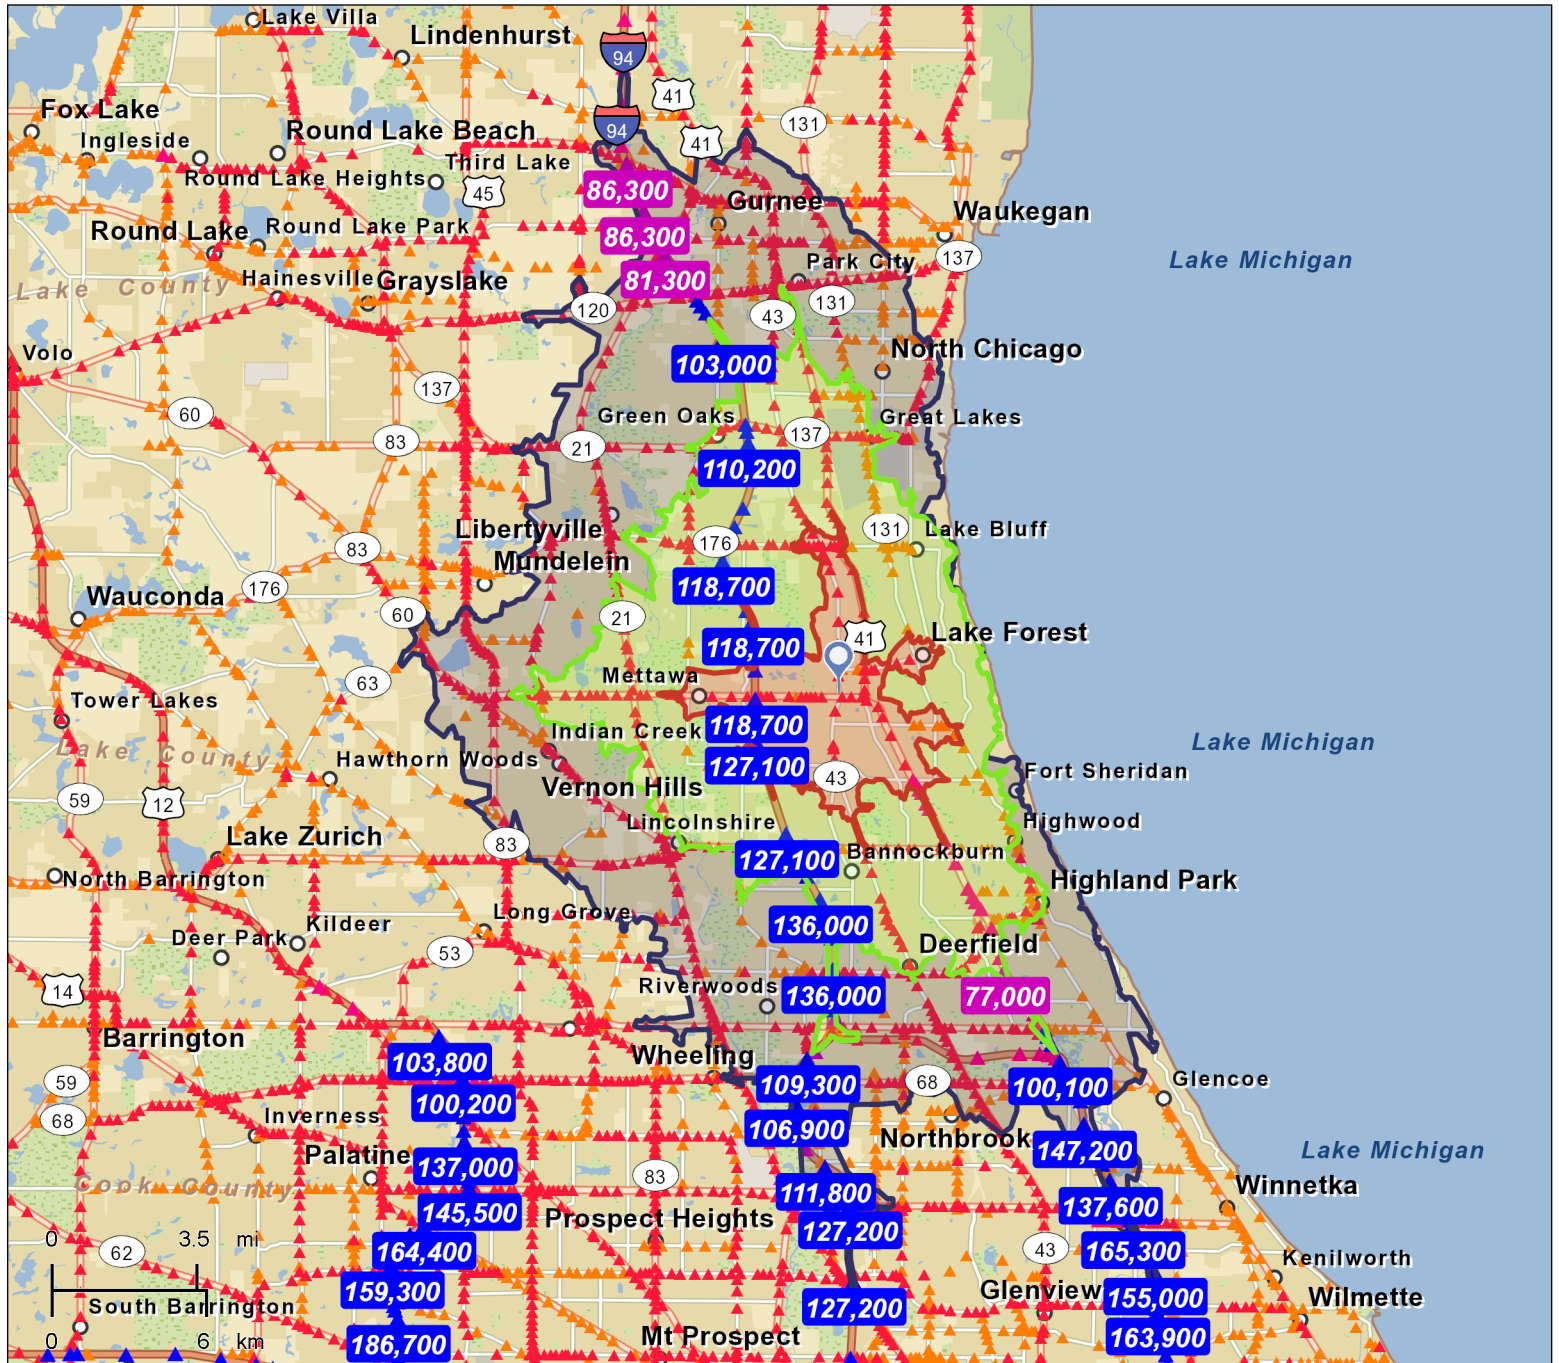 Lake Villa
Lindenhurst
94
41
Fox Lake
94
131
Ingleside
Round Lake Beach
41
Third Lake
Round Lake Heights
45
86,300
Gurnee
Waukegan
Round Lake
Round Lake Park
86,300
137
Lake Michigan
Park City
Hainesville
Grayslake
81,300
Lake County
120
43
131
Volo
103,000
North Chicago
137
60
Green Oaks
Great Lakes
83
21
137
110,200
Libertyville
131
Lake Bluff
83
176
Mundelein
176
118,700
Wauconda
60
21
41
Lake Forest
118,700
63
Mettawa
Tower Lakes
118,700
Indian Creek
Lake Michigan
Lake County
Hawthorn Woods
127,100
43
Fort Sheridan
59
12
Vernon Hills
Lincolnshire
Highwood
Lake Zurich
83
127,100
Bannockburn
North Barrington
Highland Park
Long Grove
Kildeer
136,000
Deer Park
53
Deerfield
14
Riverwoods
136,000
77,000
Barrington
Wheeling
103,800
59
109,300
68
100,100
Glencoe
100,200
68
Inverness
106,900
Northbrook
Palatine
147,200
Lake Michigan
137,000
83
Cook County
111,800
Winnetka
137,600
145,500
Prospect Heights
127,200
0 3.5 mi
62
164,400
43
165,300
Kenilworth
159,300
Glenview
155,000
Wilmette
South Barrington
127,200
0 6 km
186,700
Mt Prospect
163,900